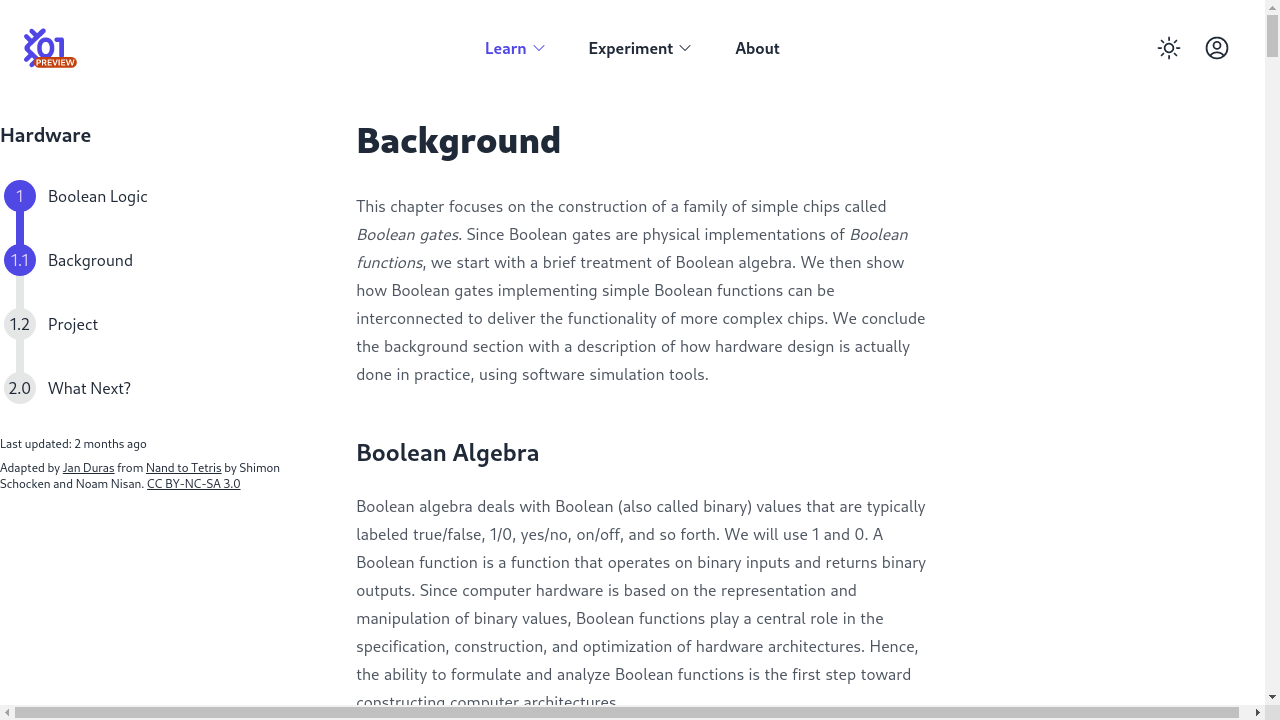 01
PREVIEW
Learn
Experiment
About
Hardware
1 Boolean Logic
1.1 Background
1.2 Project
2.0 What Next?
Last updated: 2 months ago
Adapted by Jan Duras from Nand to Tetris by Shimon
Schocken and Noam Nisan. CC BY-NC-SA 3.0
Background
This chapter focuses on the construction of a family of simple chips called
Boolean gates. Since Boolean gates are physical implementations of Boolean
functions, we start with a brief treatment of Boolean algebra. We then show
how Boolean gates implementing simple Boolean functions can be
interconnected to deliver the functionality of more complex chips. We conclude
the background section with a description of how hardware design is actually
done in practice, using software simulation tools.
Boolean Algebra
Boolean algebra deals with Boolean (also called binary) values that are typically
labeled true/false, 1/0, yes/no, on/off, and so forth. We will use 1 and 0. A
Boolean function is a function that operates on binary inputs and returns binary
outputs. Since computer hardware is based on the representation and
manipulation of binary values, Boolean functions play a central role in the
specification, construction, and optimization of hardware architectures. Hence,
the ability to formulate and analyze Boolean functions is the first step toward
constructing computer architectures.